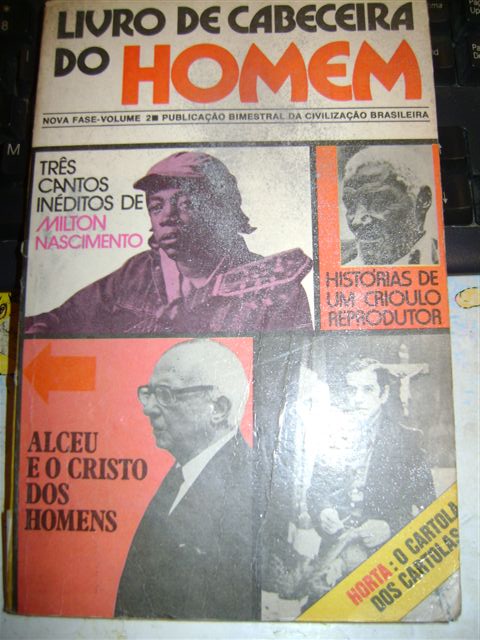 LIVRO DE CABECEIRA
DO HOMEM
NOVA FASE-VOLUME 2 ■ PUBLICAÇÃO BIMESTRAL DA CIVILIZAÇÃO BRASILEIRA
TRÊS
CANTOS
INÉDITOS DE
MILTON
NASCIMENTO
HISTÓRIAS DE
UM CRIOULO
REPRODUTOR
ALCEU
E O CRISTO
DOS
HOMENS
HORTA: O CARTOLA
DOS CARTOLAS